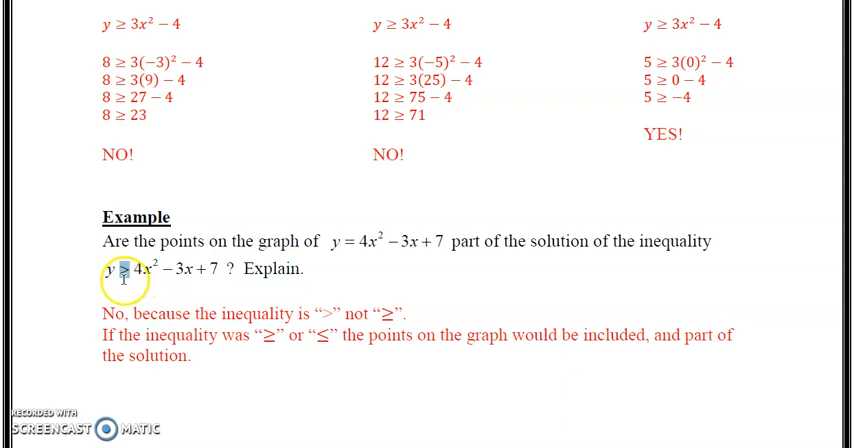 y ≥ 3x² − 4 y ≥ 3x² − 4 y ≥ 3x² − 4
8 ≥ 3(−3)² − 4 12 ≥ 3(−5)² − 4 5 ≥ 3(0)² − 4
8 ≥ 3(9) − 4 12 ≥ 3(25) − 4 5 ≥ 0 − 4
8 ≥ 27 − 4 12 ≥ 75 − 4 5 ≥ −4
8 ≥ 23 12 ≥ 71
YES!
NO! NO!
Example
Are the points on the graph of y = 4x² − 3x + 7 part of the solution of the inequality
y > 4x² − 3x + 7 ? Explain.
No, because the inequality is “>” not “≥”.
If the inequality was “≥” or “≤” the points on the graph would be included, and part of
the solution.
RECORDED WITH
SCREENCAST MATIC